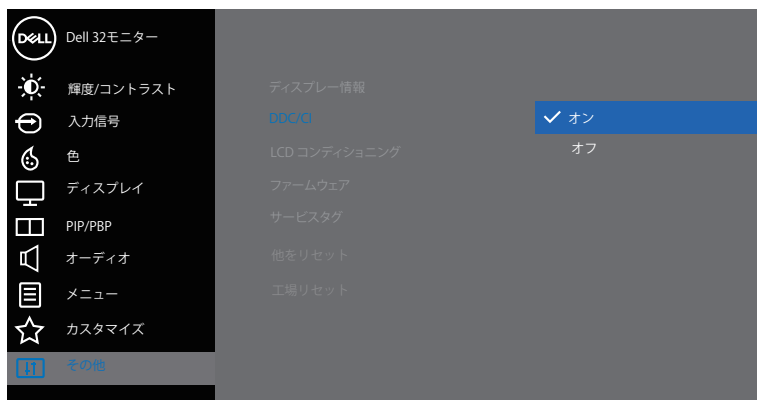 DELL
Dell 32モニター
輝度/コントラスト
入力信号
色
ディスプレイ
PIP/PBP
オーディオ
メニュー
カスタマイズ
その他
ディスプレー情報
DDC/CI
LCD コンディショニング
ファームウェア
サービスタグ
他をリセット
工場リセット
オン
オフ